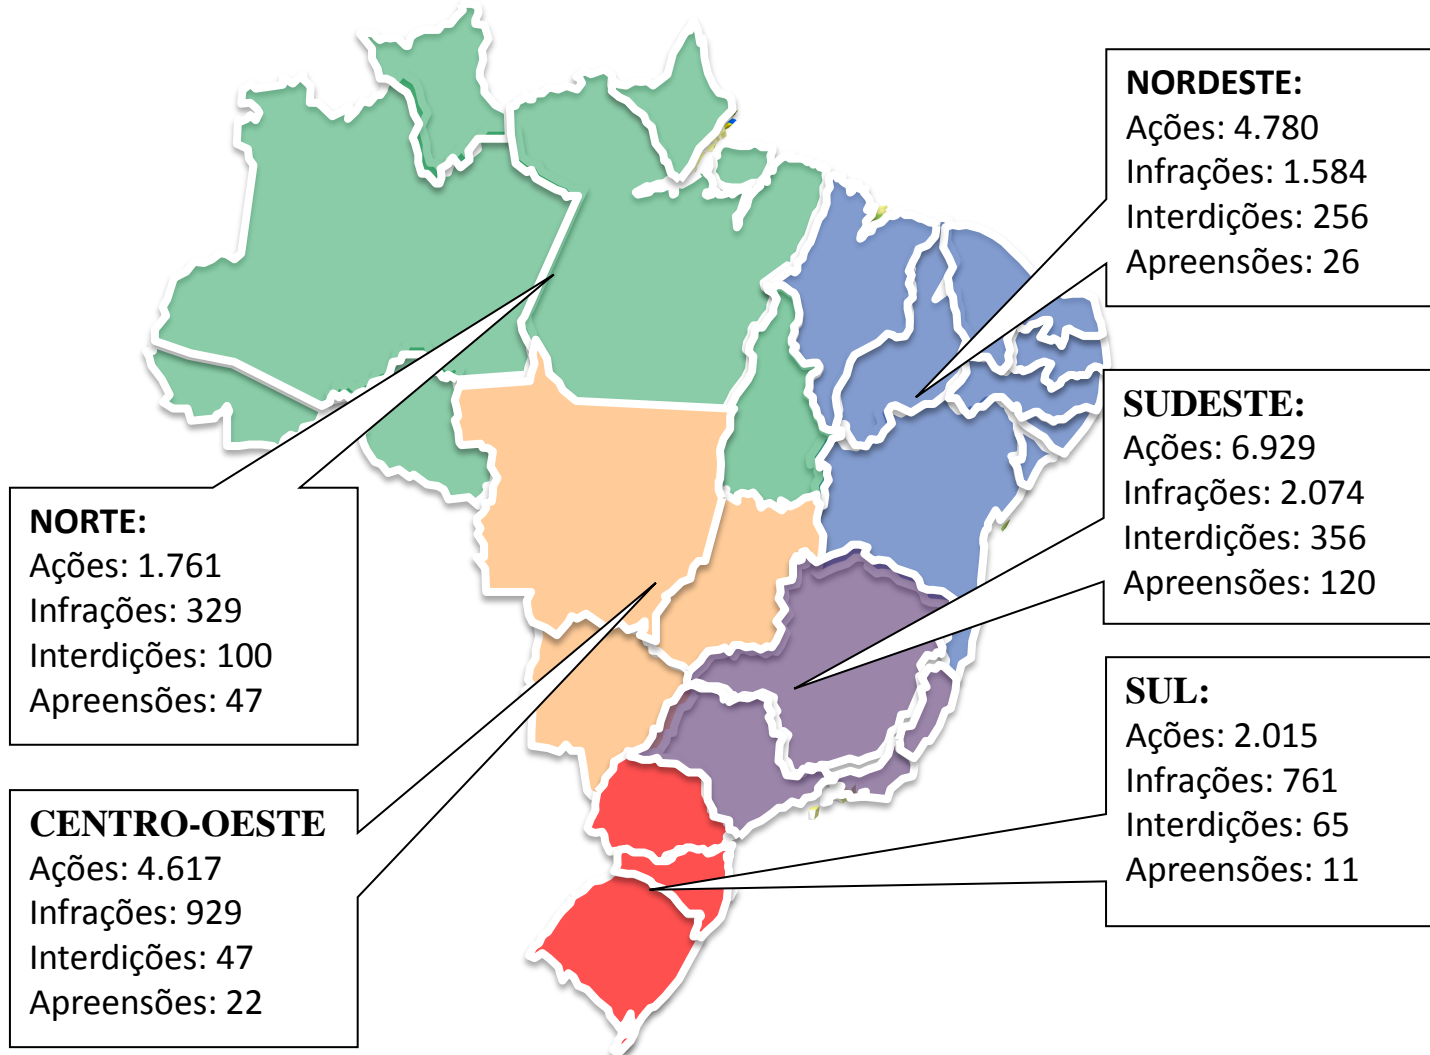 NORDESTE:
Ações: 4.780
Infrações: 1.584
Interdições: 256
Apreensões: 26
SUDESTE:
Ações: 6.929
Infrações: 2.074
Interdições: 356
Apreensões: 120
NORTE:
Ações: 1.761
Infrações: 329
Interdições: 100
Apreensões: 47
SUL:
Ações: 2.015
Infrações: 761
Interdições: 65
Apreensões: 11
CENTRO-OESTE
Ações: 4.617
Infrações: 929
Interdições: 47
Apreensões: 22